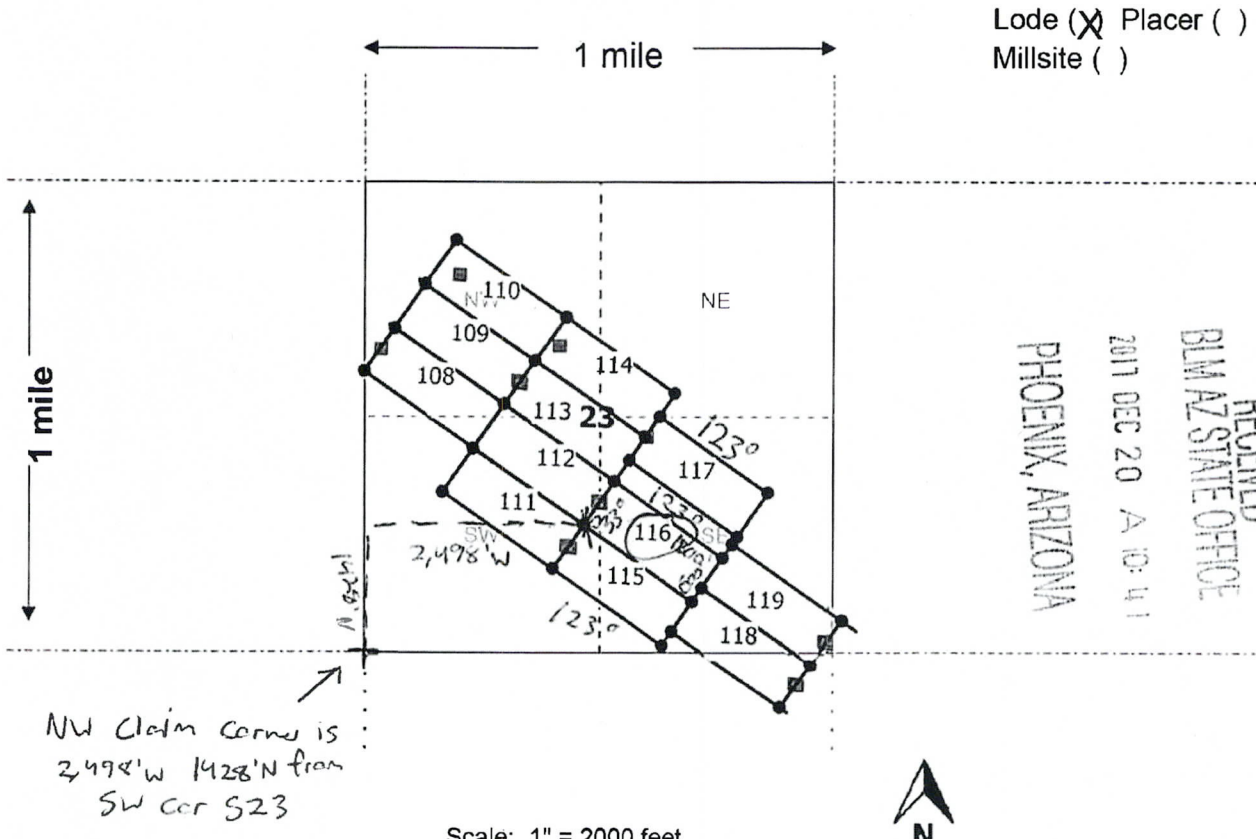 Lode (X) Placer ( )
Millsite ( )
1 mile
1 mile
NW
NE
110
109
108
114
113
23
112
111
123°
117
123°
116
SW
SE
2,498'W
115
123°
119
118
1428' N
NW Claim corner is
2,498'W 1428'N from
SW cor S23
Scale: 1" = 2000 feet
N
RECEIVED
BLM AZ STATE OFFICE
2017 DEC 20 A 10:41
PHOENIX, ARIZONA